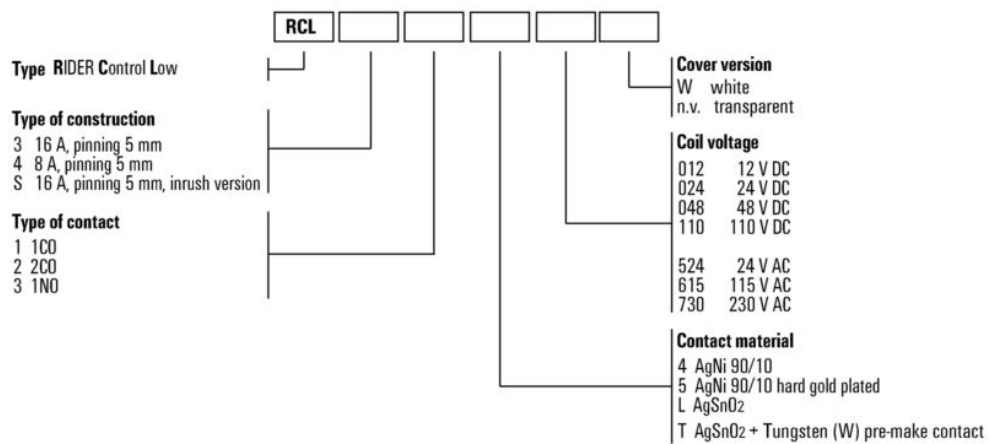 RCL
Type RIDER Control Low
Type of construction
3 16 A, pinning 5 mm
4 8 A, pinning 5 mm
S 16 A, pinning 5 mm, inrush version
Type of contact
1 1CO
2 2CO
3 1NO
Cover version
W white
n.v. transparent
Coil voltage
012 12 V DC
024 24 V DC
048 48 V DC
110 110 V DC
524 24 V AC
615 115 V AC
730 230 V AC
Contact material
4 AgNi 90/10
5 AgNi 90/10 hard gold plated
L AgSnO2
T AgSnO2 + Tungsten (W) pre-make contact